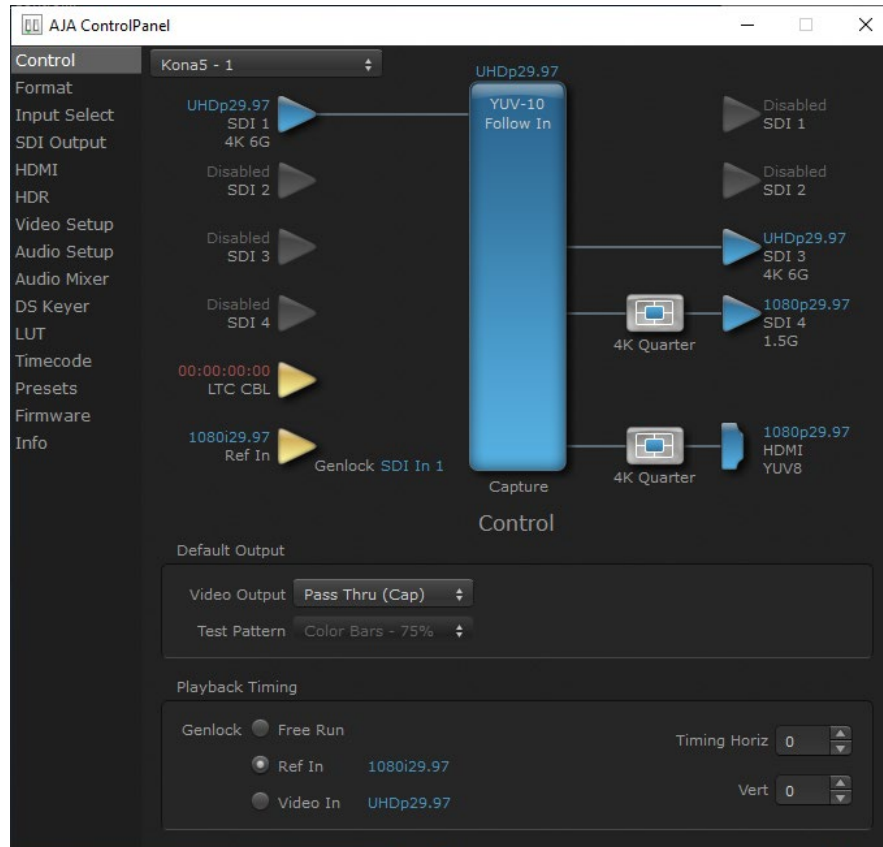 AJA ControlPanel
Control
Format
Input Select
SDI Output
HDMI
HDR
Video Setup
Audio Setup
Audio Mixer
DS Keyer
LUT
Timecode
Presets
Firmware
Info
Kona5 - 1
UHDp29.97
SDI 1
4K 6G
Disabled
SDI 2
Disabled
SDI 3
Disabled
SDI 4
00:00:00:00
LTC CBL
1080i29.97
Ref In
Genlock SDI In 1
UHDp29.97
YUV-10
Follow In
Capture
Disabled
SDI 1
Disabled
SDI 2
UHDp29.97
SDI 3
4K 6G
4K Quarter
1080p29.97
SDI 4
1.5G
4K Quarter
1080p29.97
HDMI
YUV8
Control
Default Output
Video Output Pass Thru (Cap)
Test Pattern Color Bars - 75%
Playback Timing
Genlock Free Run
Ref In 1080i29.97
Video In UHDp29.97
Timing Horiz 0
Vert 0